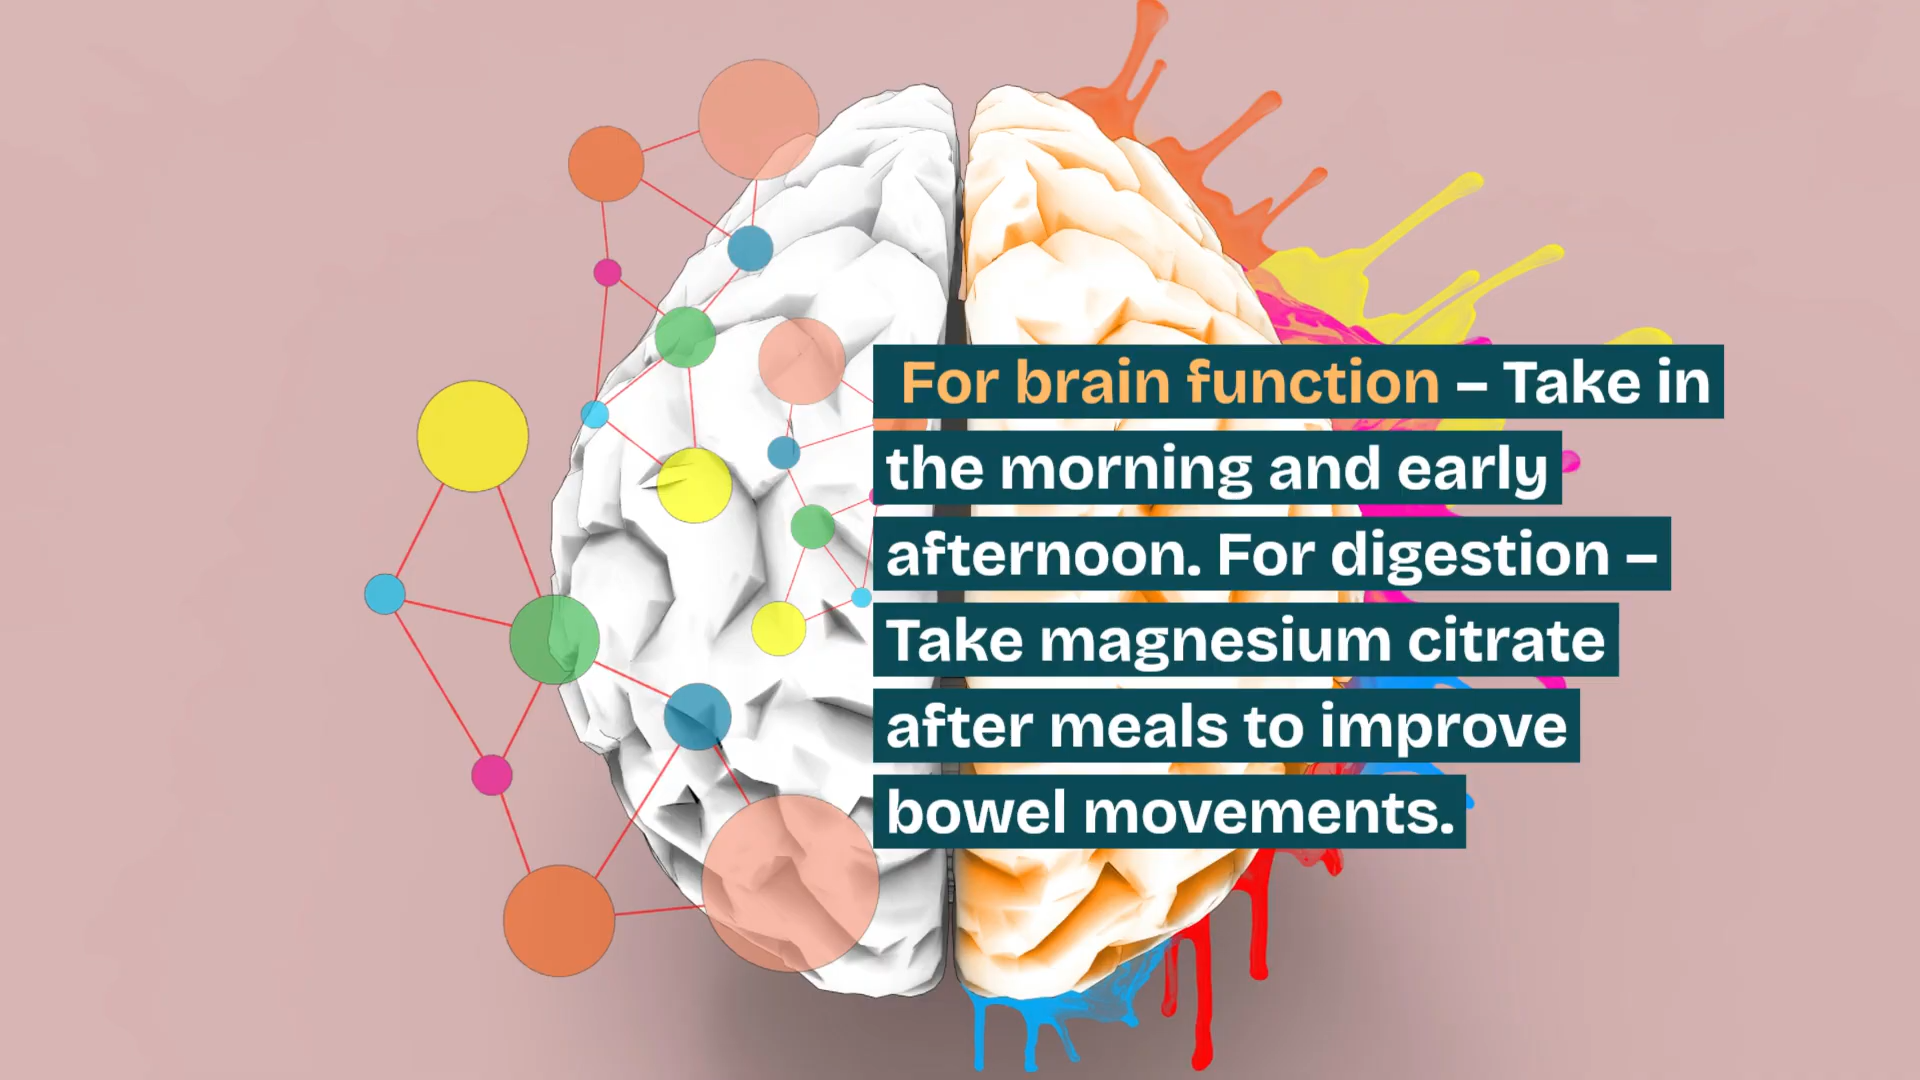 For brain function – Take in
the morning and early
afternoon. For digestion –
Take magnesium citrate
after meals to improve
bowel movements.